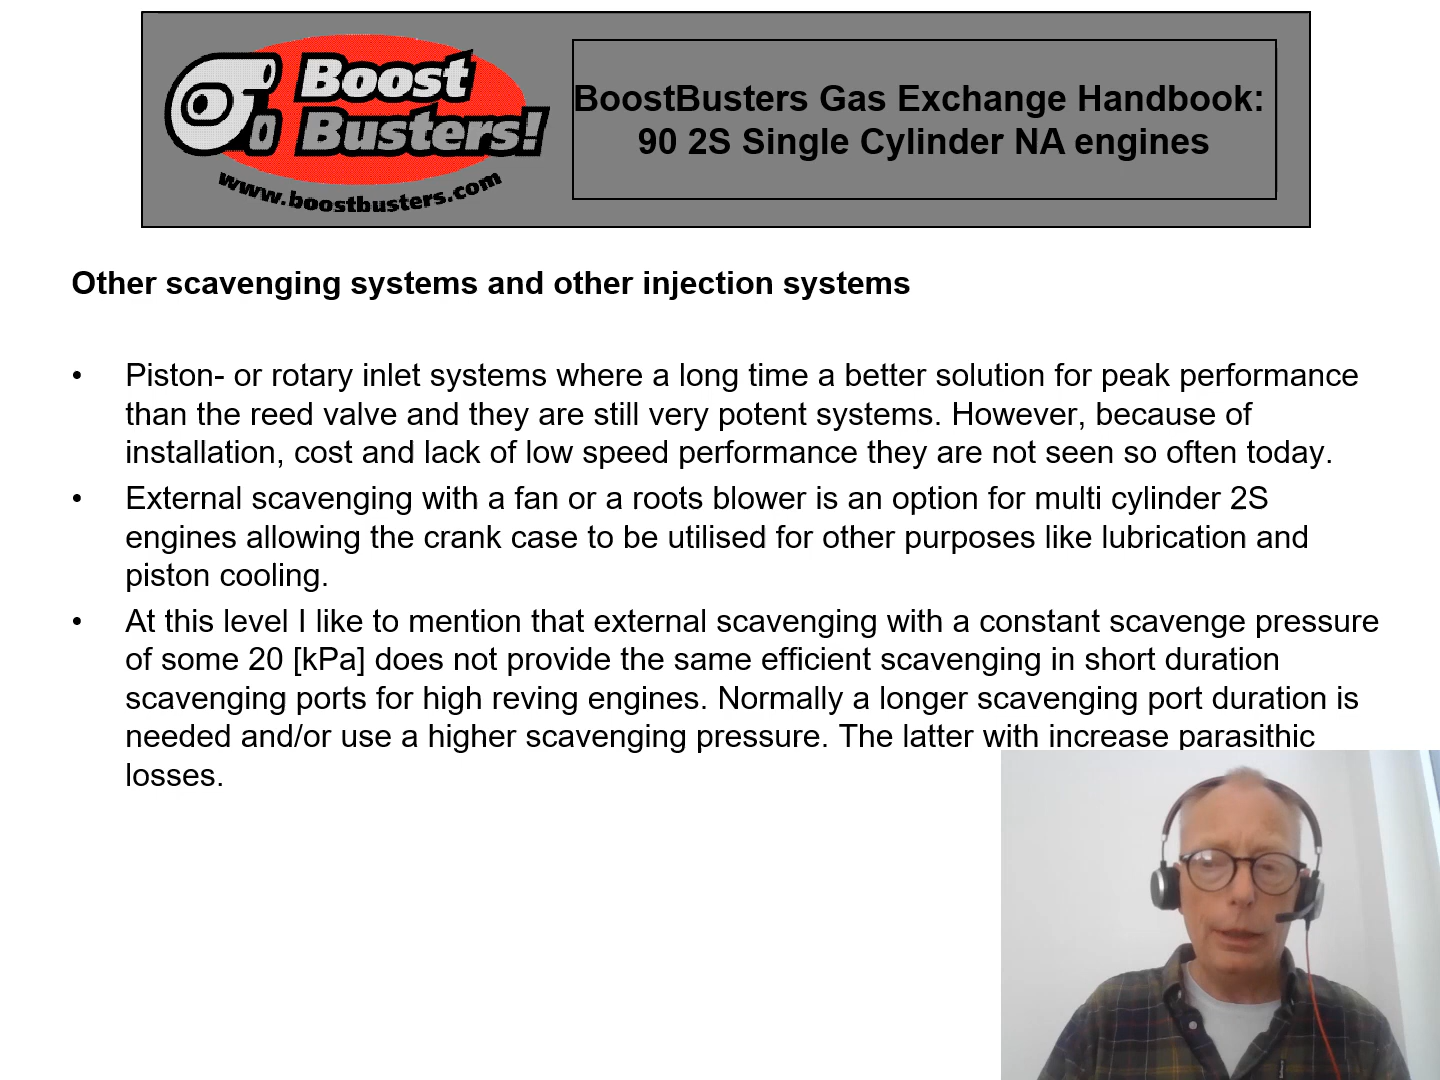 Boost
Busters!
www.boostbusters.com
BoostBusters Gas Exchange Handbook:
90 2S Single Cylinder NA engines
Other scavenging systems and other injection systems
• Piston- or rotary inlet systems where a long time a better solution for peak performance
than the reed valve and they are still very potent systems. However, because of
installation, cost and lack of low speed performance they are not seen so often today.
• External scavenging with a fan or a roots blower is an option for multi cylinder 2S
engines allowing the crank case to be utilised for other purposes like lubrication and
piston cooling.
• At this level I like to mention that external scavenging with a constant scavenge pressure
of some 20 [kPa] does not provide the same efficient scavenging in short duration
scavenging ports for high reving engines. Normally a longer scavenging port duration is
needed and/or use a higher scavenging pressure. The latter with increase parasithic
losses.